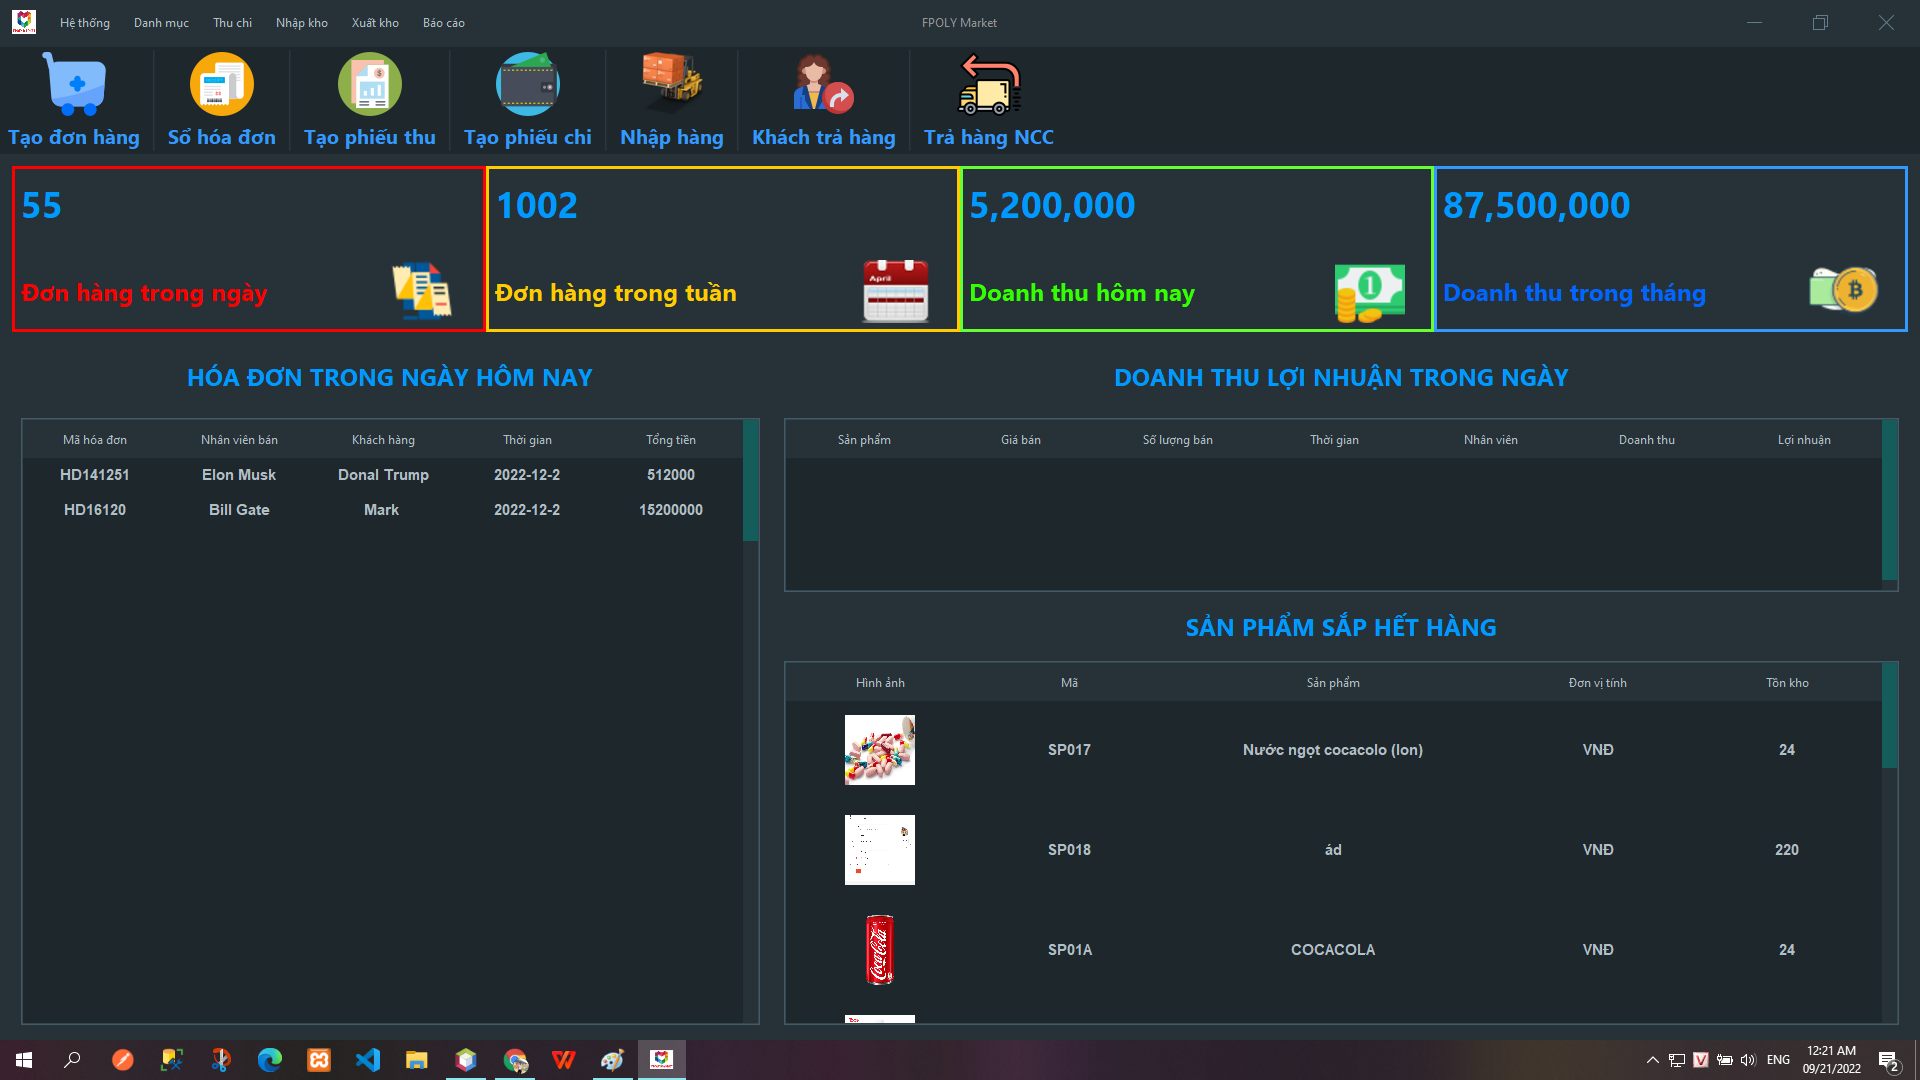 Hệ thống Danh mục Thu chi Nhập kho Xuất kho Báo cáo FPOLY Market
Tạo đơn hàng Sổ hóa đơn Tạo phiếu thu Tạo phiếu chi Nhập hàng Khách trả hàng Trả hàng NCC
55 1002 5,200,000 87,500,000
April
Đơn hàng trong ngày Đơn hàng trong tuần Doanh thu hôm nay Doanh thu trong tháng
HÓA ĐƠN TRONG NGÀY HÔM NAY
Mã hóa đơn Nhân viên bán Khách hàng Thời gian Tổng tiền
HD141251 Elon Musk Donal Trump 2022-12-2 512000
HD16120 Bill Gate Mark 2022-12-2 15200000
DOANH THU LỢI NHUẬN TRONG NGÀY
Sản phẩm Giá bán Số lượng bán Thời gian Nhân viên Doanh thu Lợi nhuận
SẢN PHẨM SẮP HẾT HÀNG
Hình ảnh Mã Sản phẩm Đơn vị tính Tồn kho
SP017 Nước ngọt cocacolo (lon) VNĐ 24
SP018 ád VNĐ 220
Coca-Cola
SP01A COCACOLA VNĐ 24
ENG
12:21 AM
09/21/2022
2